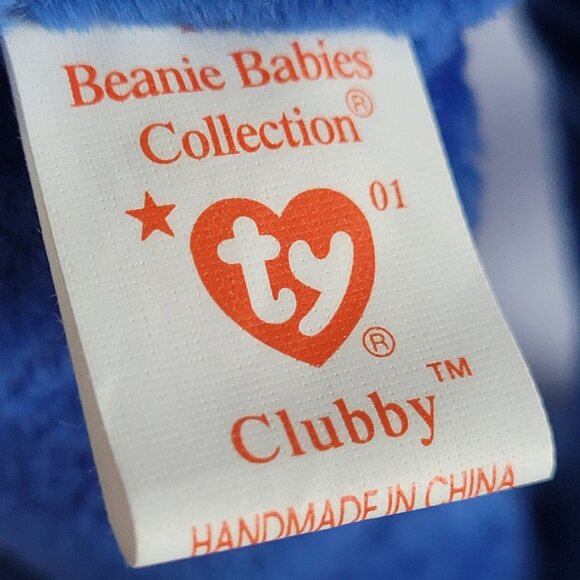 Beanie Babies
Collection®
01
ty®
Clubby™
HANDMADE IN CHINA